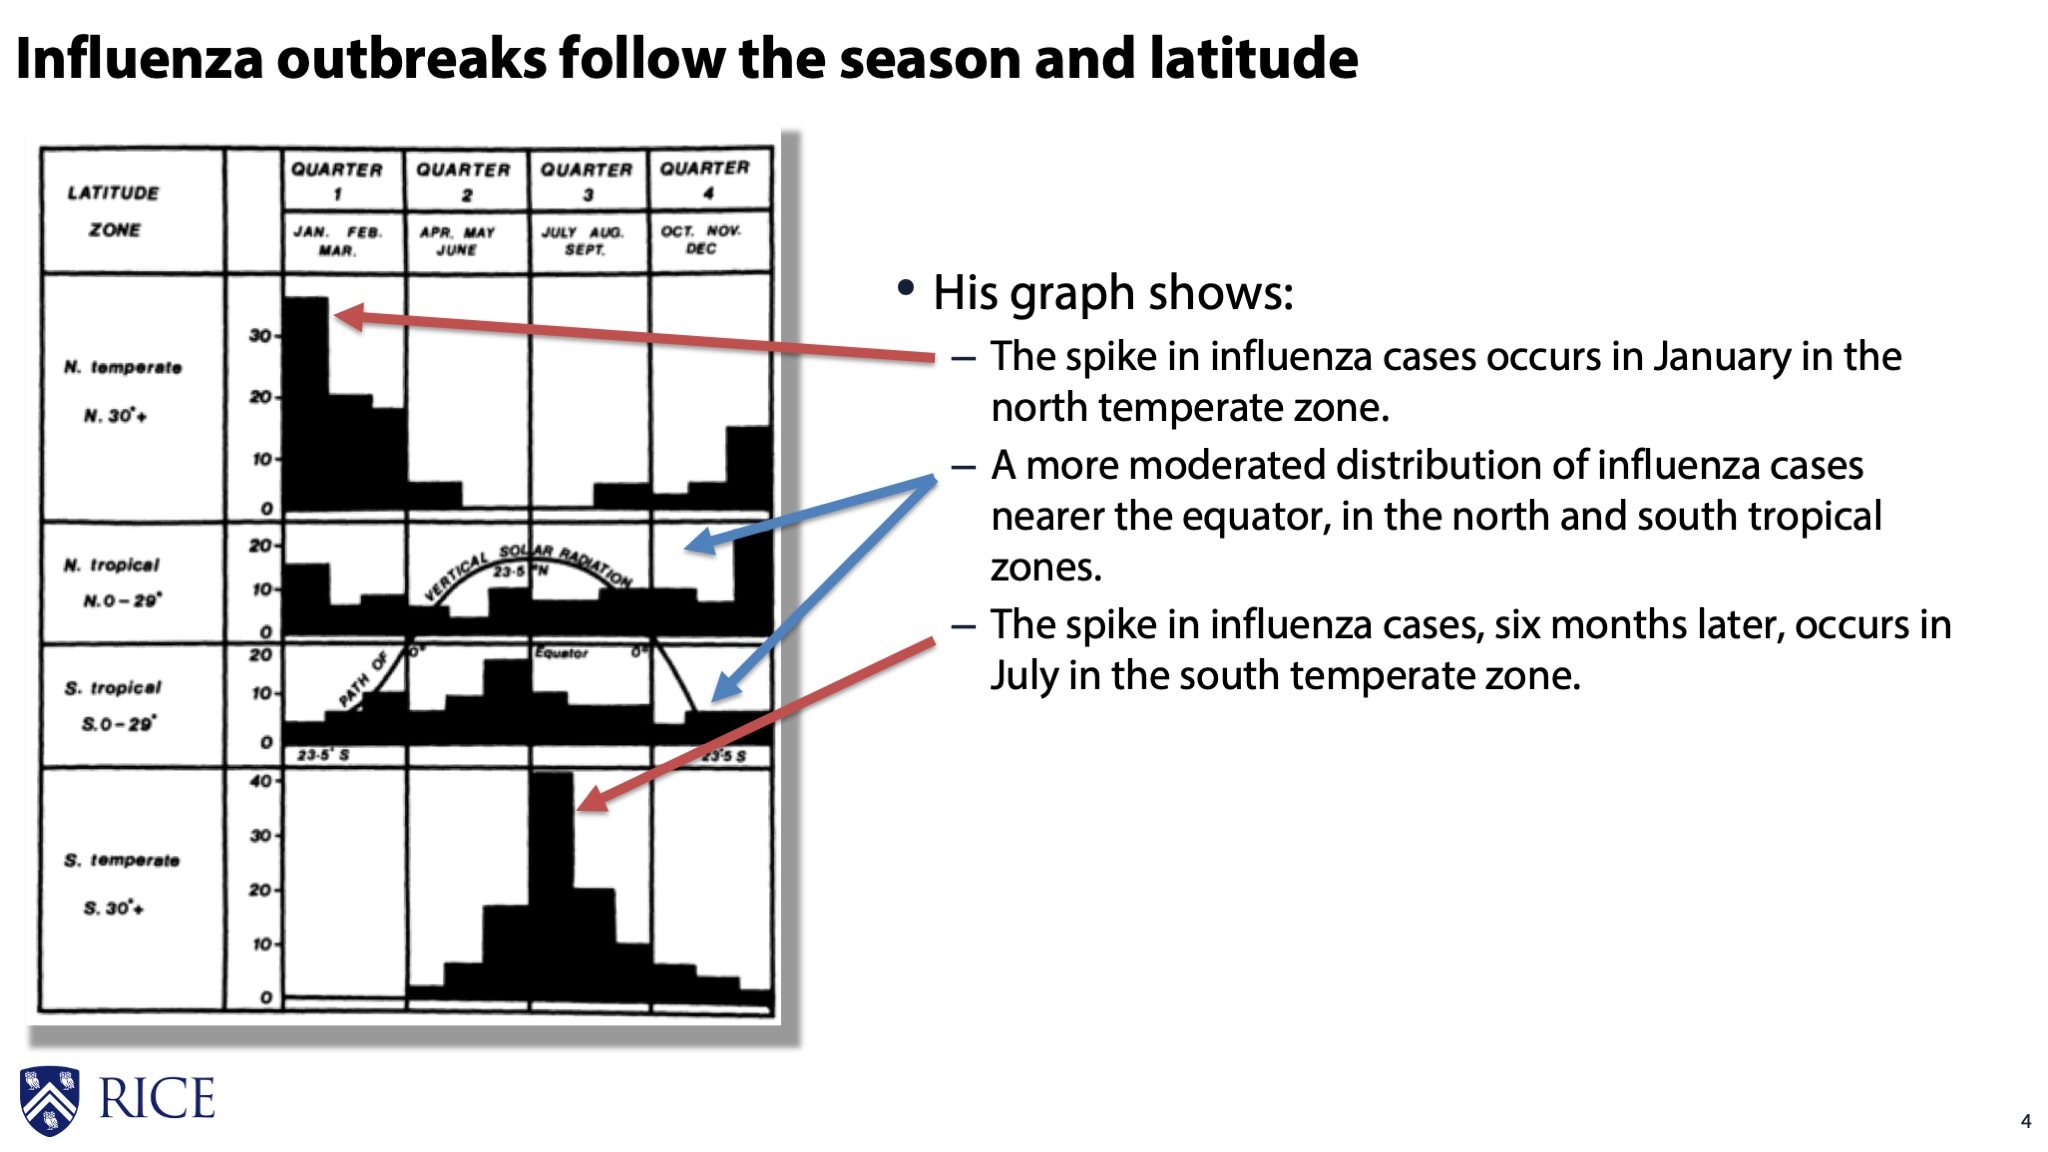 Influenza outbreaks follow the season and latitude
LATITUDE
ZONE
QUARTER
1
QUARTER
2
QUARTER
3
QUARTER
4
JAN. FEB.
MAR.
APR. MAY
JUNE
JULY AUG.
SEPT.
OCT. NOV.
DEC
N. temperate
N. 30°+
30
20
10
0
N. tropical
N. 0-29°
20
10
0
VERTICAL SOLAR RADIATION
23·5 °N
S. tropical
S. 0-29°
20
10
0
PATH OF
0°
Equator
0°
23·5° S
23·5 S
S. temperate
S. 30°+
40
30
20
10
0
• His graph shows:
– The spike in influenza cases occurs in January in the
north temperate zone.
– A more moderated distribution of influenza cases
nearer the equator, in the north and south tropical
zones.
– The spike in influenza cases, six months later, occurs in
July in the south temperate zone.
RICE
4